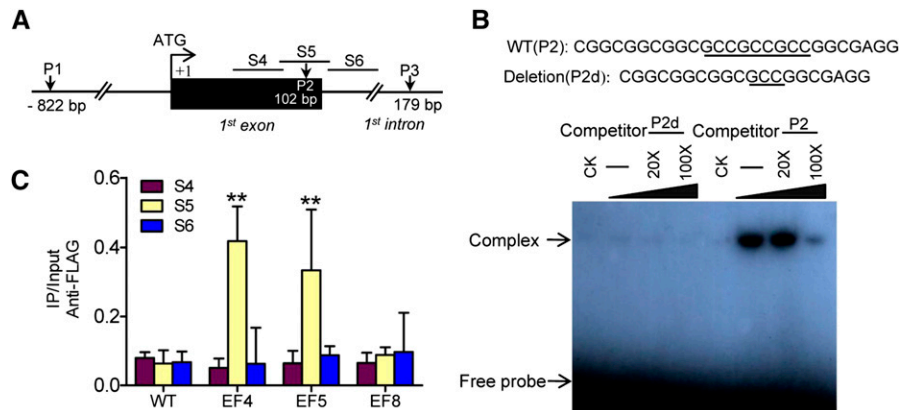 A
ATG
+1
P1
- 822 bp
S4
S5
S6
P2
102 bp
P3
179 bp
1st exon
1st intron
B
WT(P2): CGGCGGCGGCGCCGCCGCCGGCGAGG
Deletion(P2d): CGGCGGCGGCGCCGGCGAGG
Competitor P2d Competitor P2
CK — 20X 100X CK — 20X 100X
Complex
Free probe
C
S4
S5
S6
IP/Input
Anti-FLAG
0.6
0.4
0.2
0.0
** **
WT EF4 EF5 EF8